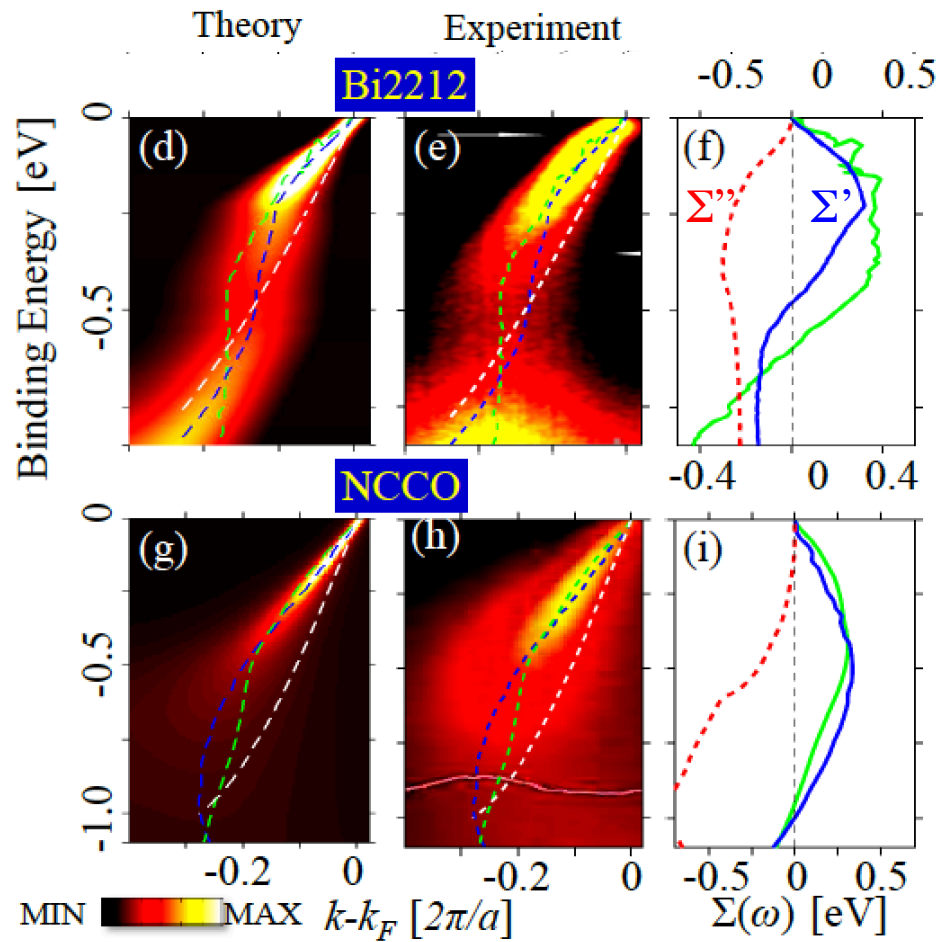 Theory Experiment
-0.5 0 0.5
Bi2212
0
(d) (e) (f)
Σ'' Σ'
-0.5
Binding Energy [eV]
-0.4 0 0.4
NCCO
0
(g) (h) (i)
-0.5
-1.0
-0.2 0 -0.2 0 -0.5 0 0.5
MIN MAX k-kF [2π/a] Σ(ω) [eV]